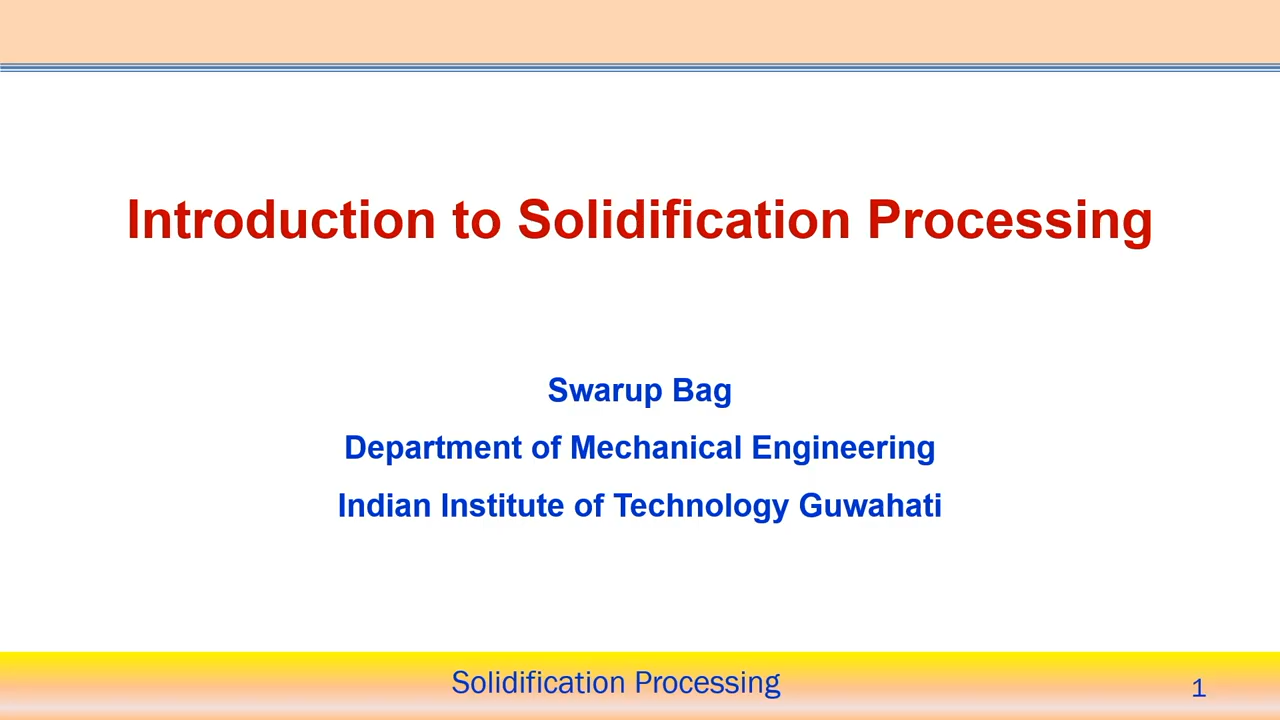 Introduction to Solidification Processing
Swarup Bag
Department of Mechanical Engineering
Indian Institute of Technology Guwahati
Solidification Processing
1